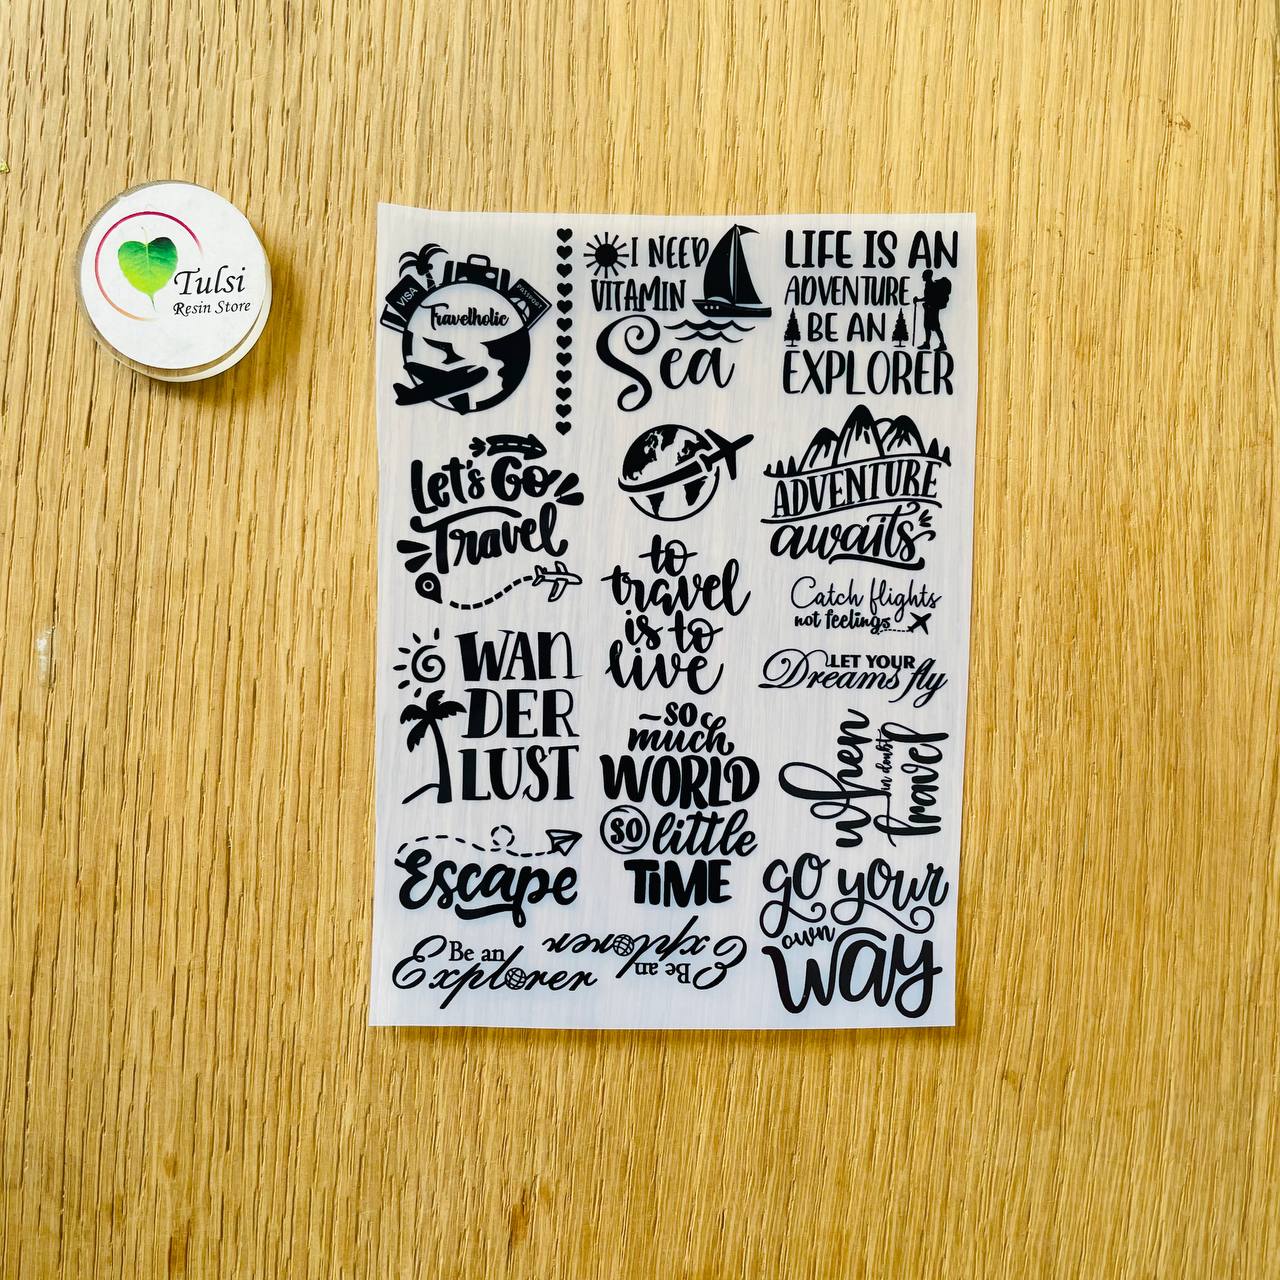 Tulsi
Resin Store
VISA
PASSPORT
Travelholic
I NEED
VITAMIN
Sea
LIFE IS AN
ADVENTURE
BE AN
EXPLORER
Let's Go
Travel
ADVENTURE
awaits
to
travel
is to
live
Catch flights
not feelings
LET YOUR
Dreams fly
WAN
DER
LUST
so
much
WORLD
so little
TIME
when
in doubt
travel
Escape
go your
own
way
Be an
Explorer
Be an
Explorer